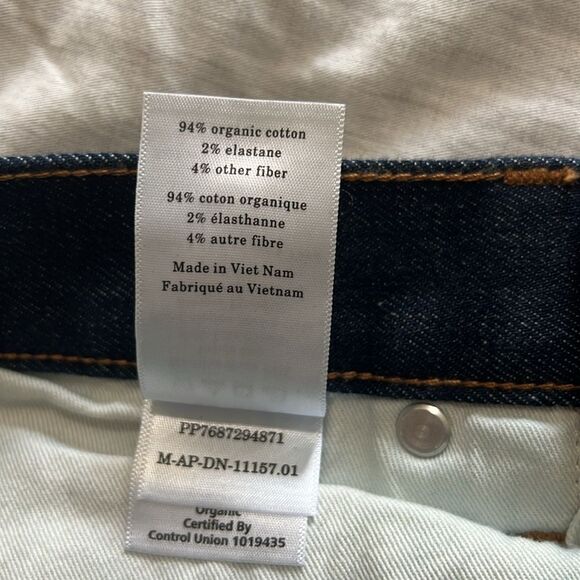 94% organic cotton
2% elastane
4% other fiber
94% coton organique
2% élasthanne
4% autre fibre
Made in Viet Nam
Fabriqué au Vietnam
PP7687294871
M-AP-DN-11157.01
Organic
Certified By
Control Union 1019435